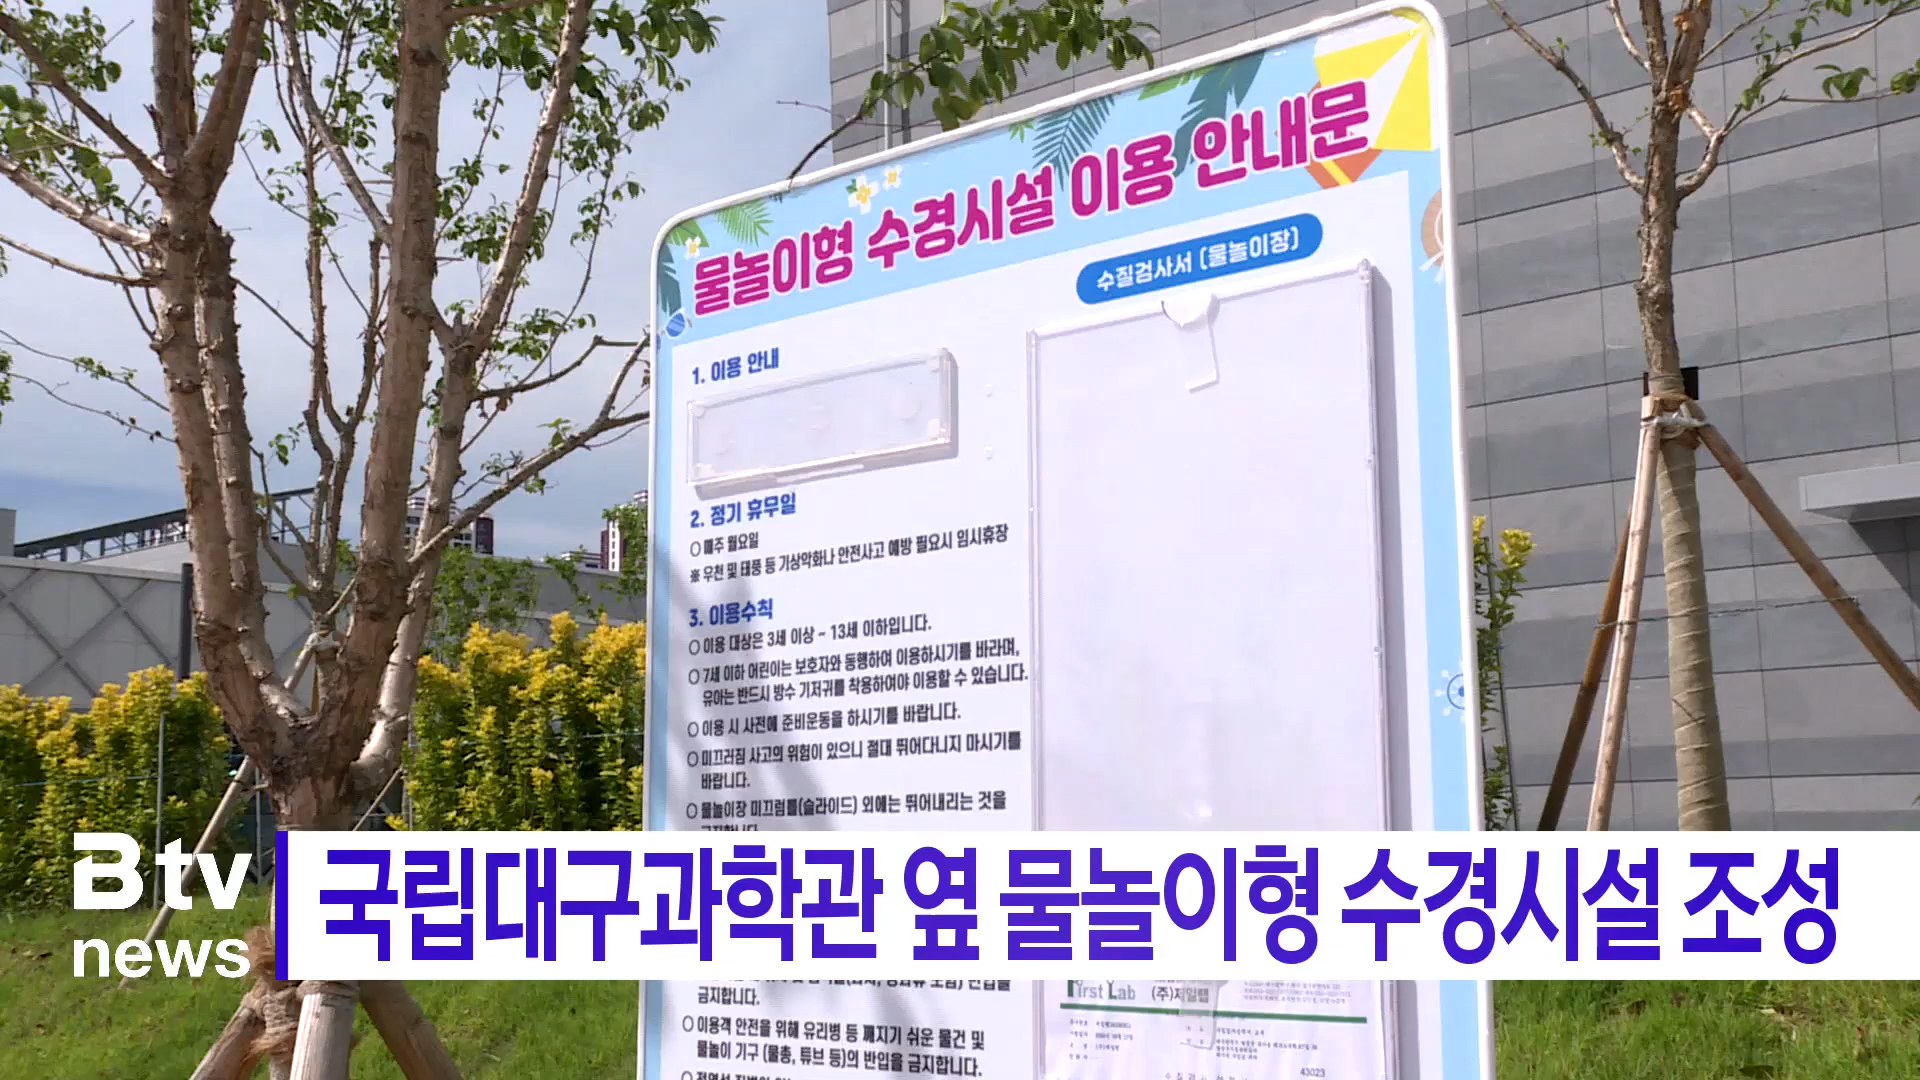 물놀이형 수경시설 이용 안내문
수질검사서 (물놀이장)
1. 이용 안내
2. 정기 휴무일
○ 매주 월요일
※ 우천 및 태풍 등 기상악화나 안전사고 예방 필요시 임시휴장
3. 이용수칙
○ 이용 대상은 3세 이상 ~ 13세 이하입니다.
○ 7세 이하 어린이는 보호자와 동행하여 이용하시기를 바라며,
유아는 반드시 방수 기저귀를 착용하여야 이용할 수 있습니다.
○ 이용 시 사전에 준비운동을 하시기를 바랍니다.
○ 미끄러짐 사고의 위험이 있으니 절대 뛰어다니지 마시기를
바랍니다.
○ 물놀이장 미끄럼틀(슬라이드) 외에는 뛰어내리는 것을
금지합니다.
Btv
news
국립대구과학관 옆 물놀이형 수경시설 조성
금지합니다.
○ 이용객 안전을 위해 유리병 등 깨지기 쉬운 물건 및
물놀이 기구 (물총, 튜브 등)의 반입을 금지합니다.
First Lab
(주)제일랩
43023